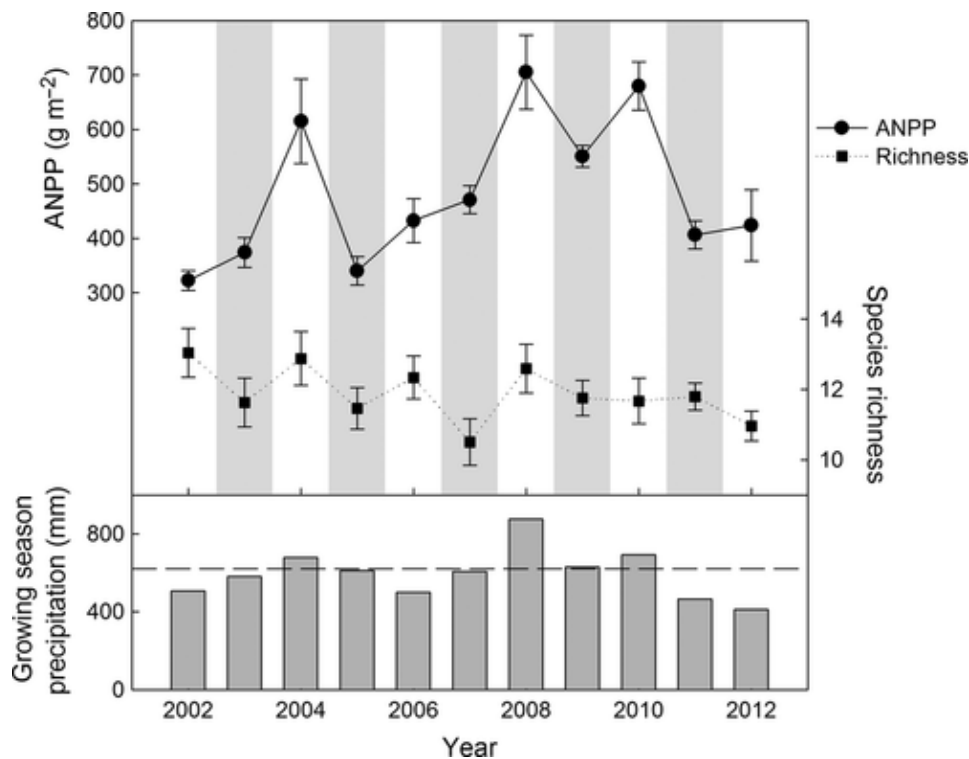 800
700
600
500
400
300
ANPP (g m⁻²)
ANPP
Richness
14
12
10
Species richness
800
400
0
Growing season
precipitation (mm)
2002 2004 2006 2008 2010 2012
Year